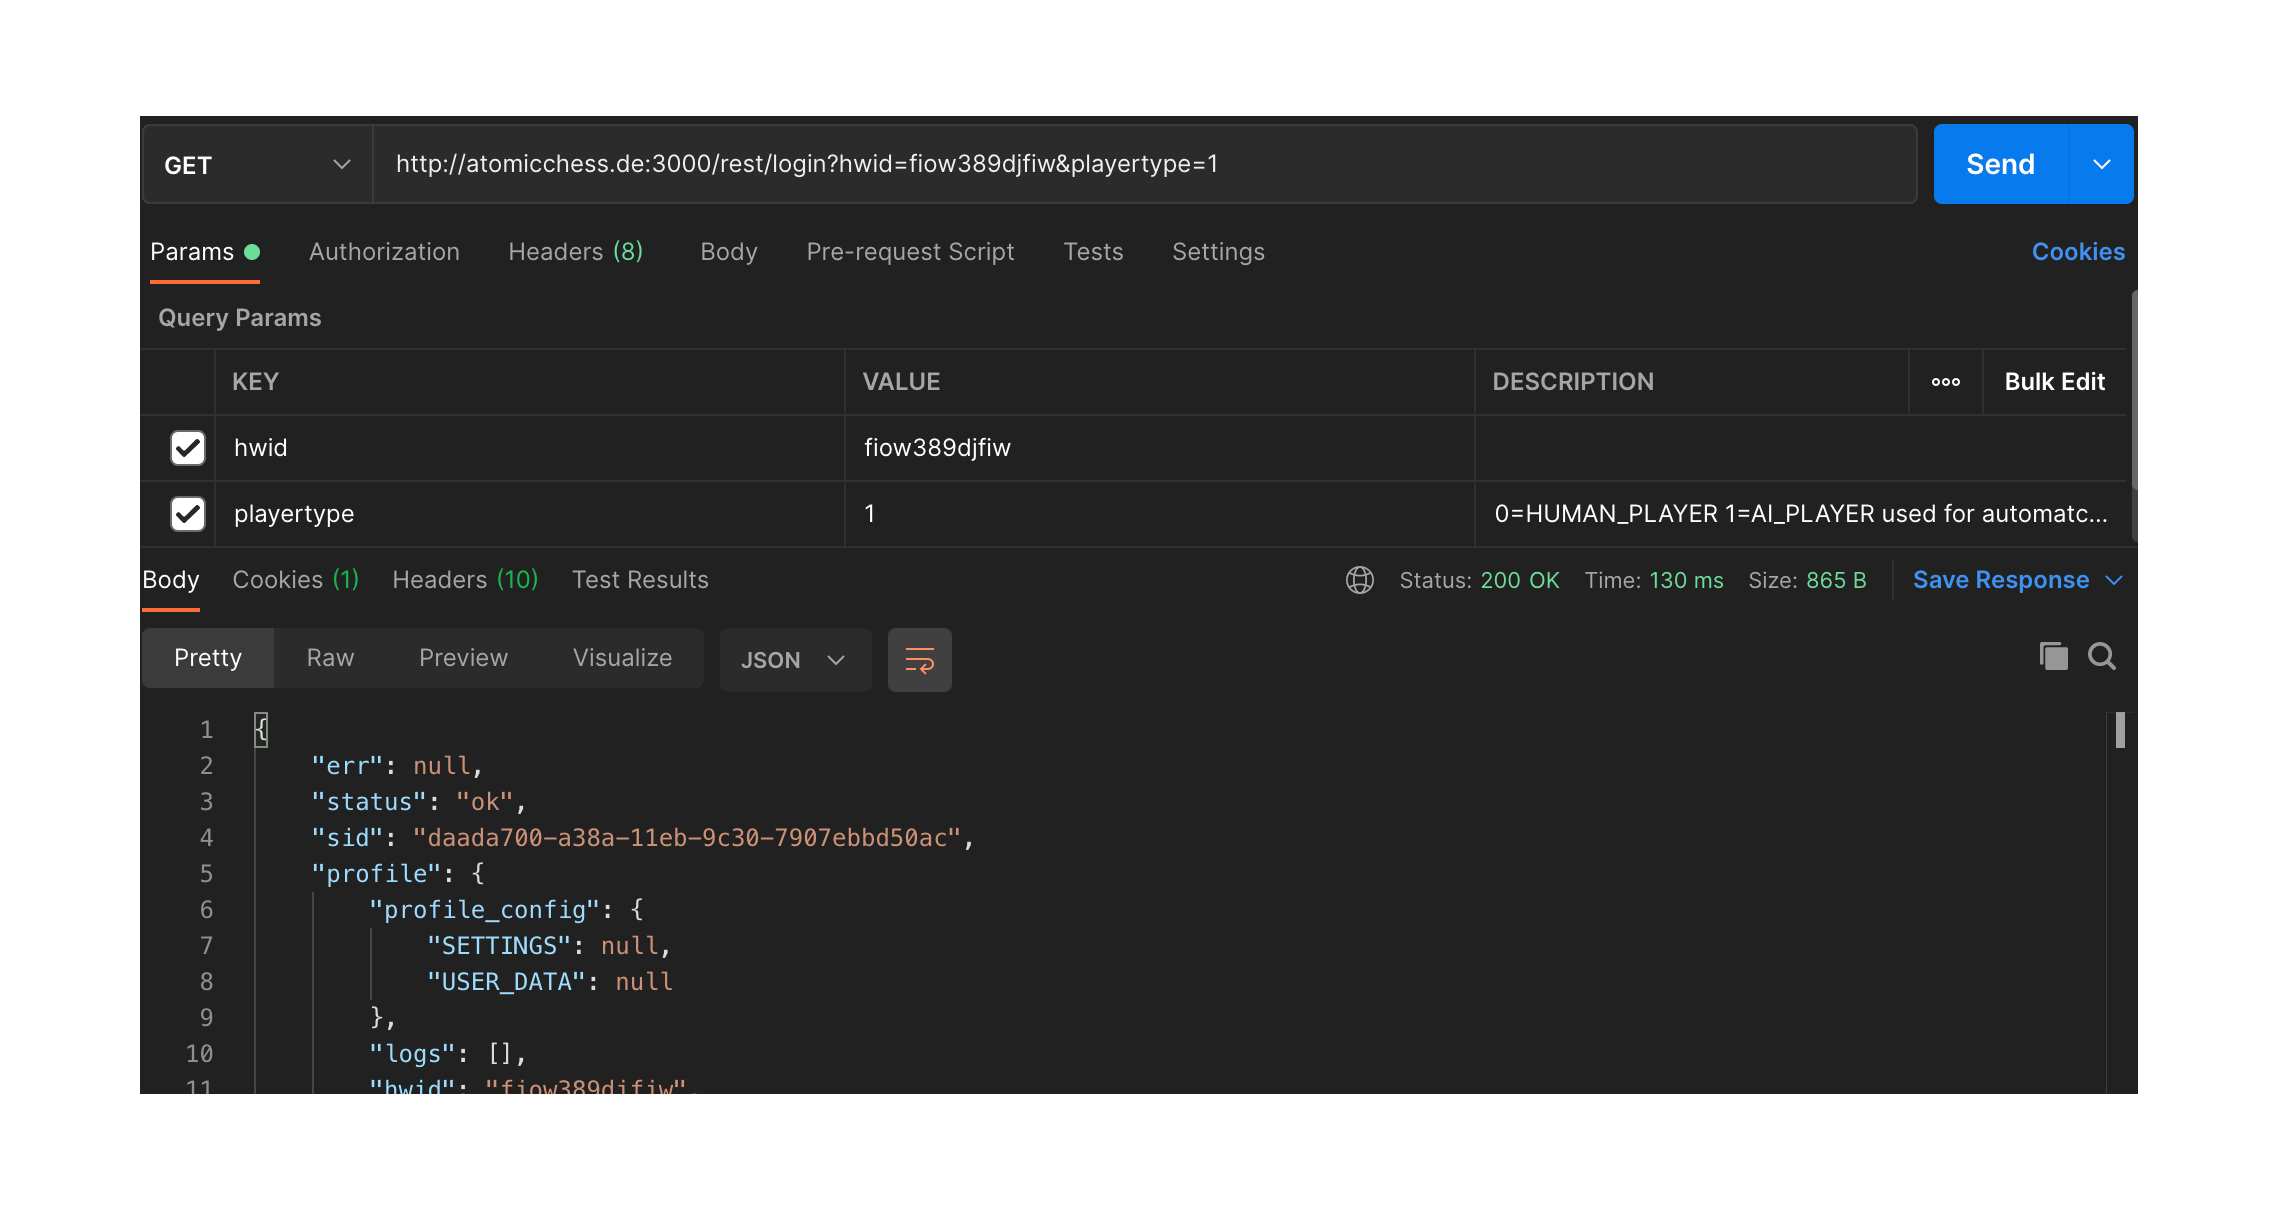 GET http://atomicchess.de:3000/rest/login?hwid=fiow389djfiw&playertype=1 Send
Params Authorization Headers (8) Body Pre-request Script Tests Settings Cookies
Query Params
KEY VALUE DESCRIPTION Bulk Edit
hwid fiow389djfiw
playertype 1 0=HUMAN_PLAYER 1=AI_PLAYER used for automatc...
Body Cookies (1) Headers (10) Test Results Status: 200 OK Time: 130 ms Size: 865 B Save Response
Pretty Raw Preview Visualize JSON
1 {
2 "err": null,
3 "status": "ok",
4 "sid": "daada700-a38a-11eb-9c30-7907ebbd50ac",
5 "profile": {
6 "profile_config": {
7 "SETTINGS": null,
8 "USER_DATA": null
9 },
10 "logs": [],
11 "hwid": "fiow389djfiw",